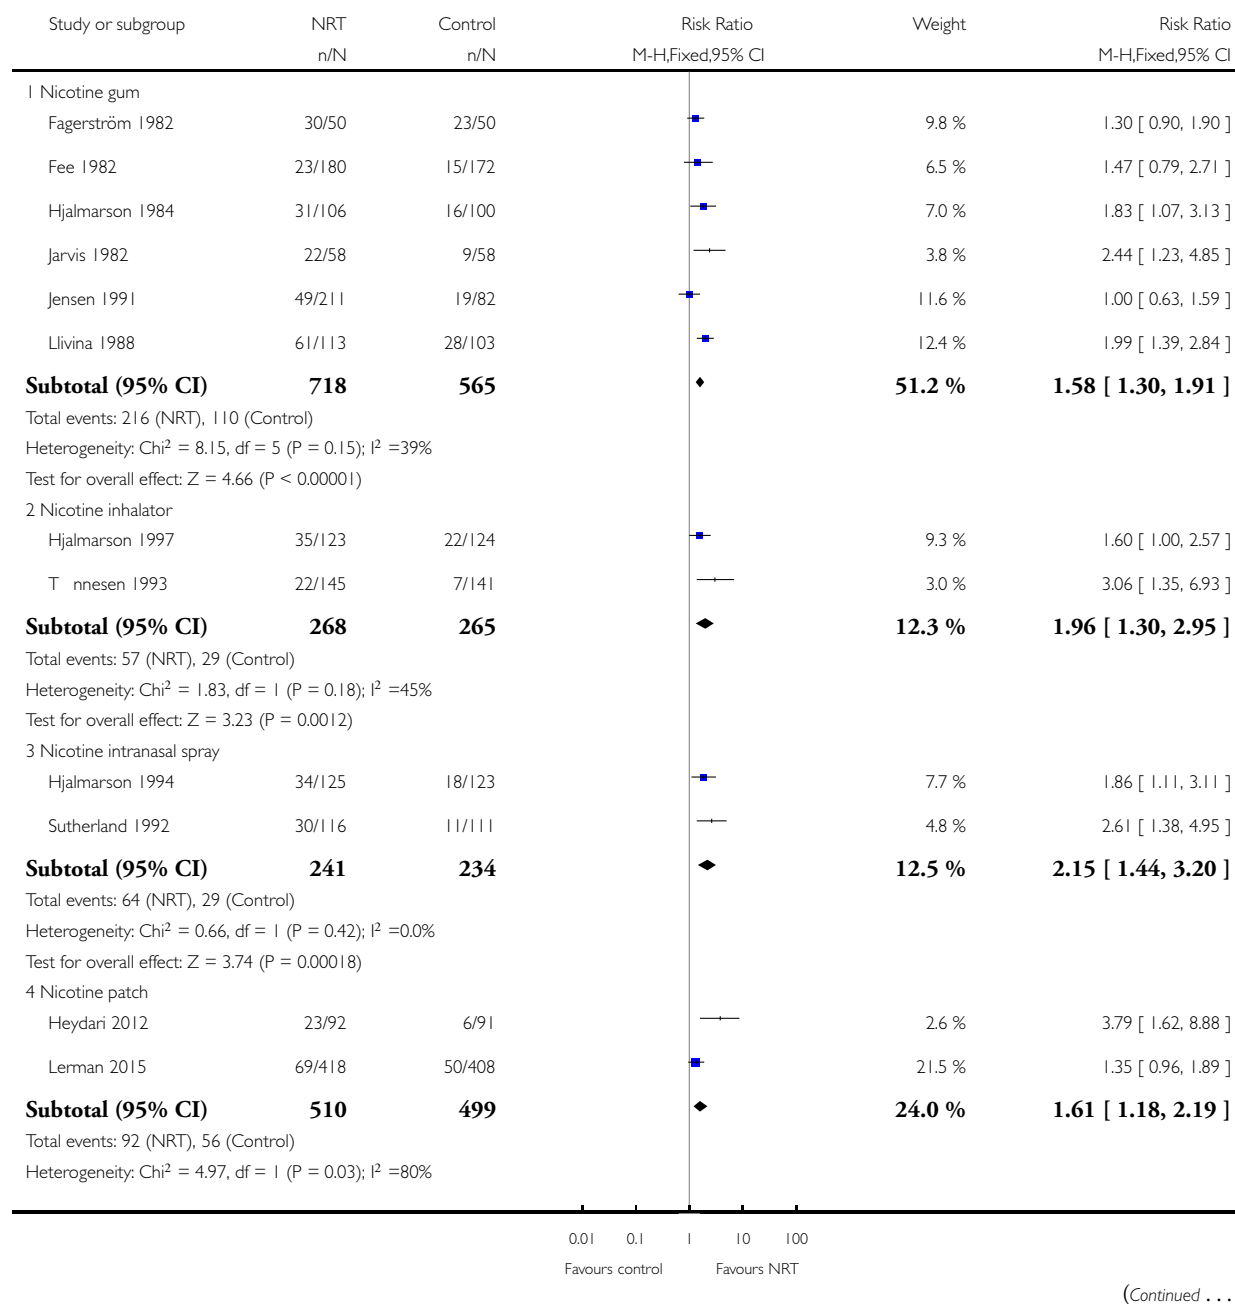 Study or subgroup NRT Control Risk Ratio Weight Risk Ratio
n/N n/N M-H,Fixed,95% CI M-H,Fixed,95% CI
1 Nicotine gum
Fagerström 1982 30/50 23/50 9.8 % 1.30 [ 0.90, 1.90 ]
Fee 1982 23/180 15/172 6.5 % 1.47 [ 0.79, 2.71 ]
Hjalmarson 1984 31/106 16/100 7.0 % 1.83 [ 1.07, 3.13 ]
Jarvis 1982 22/58 9/58 3.8 % 2.44 [ 1.23, 4.85 ]
Jensen 1991 49/211 19/82 11.6 % 1.00 [ 0.63, 1.59 ]
Llivina 1988 61/113 28/103 12.4 % 1.99 [ 1.39, 2.84 ]
Subtotal (95% CI) 718 565 51.2 % 1.58 [ 1.30, 1.91 ]
Total events: 216 (NRT), 110 (Control)
Heterogeneity: Chi² = 8.15, df = 5 (P = 0.15); I² =39%
Test for overall effect: Z = 4.66 (P < 0.00001)
2 Nicotine inhalator
Hjalmarson 1997 35/123 22/124 9.3 % 1.60 [ 1.00, 2.57 ]
T nnesen 1993 22/145 7/141 3.0 % 3.06 [ 1.35, 6.93 ]
Subtotal (95% CI) 268 265 12.3 % 1.96 [ 1.30, 2.95 ]
Total events: 57 (NRT), 29 (Control)
Heterogeneity: Chi² = 1.83, df = 1 (P = 0.18); I² =45%
Test for overall effect: Z = 3.23 (P = 0.0012)
3 Nicotine intranasal spray
Hjalmarson 1994 34/125 18/123 7.7 % 1.86 [ 1.11, 3.11 ]
Sutherland 1992 30/116 11/111 4.8 % 2.61 [ 1.38, 4.95 ]
Subtotal (95% CI) 241 234 12.5 % 2.15 [ 1.44, 3.20 ]
Total events: 64 (NRT), 29 (Control)
Heterogeneity: Chi² = 0.66, df = 1 (P = 0.42); I² =0.0%
Test for overall effect: Z = 3.74 (P = 0.00018)
4 Nicotine patch
Heydari 2012 23/92 6/91 2.6 % 3.79 [ 1.62, 8.88 ]
Lerman 2015 69/418 50/408 21.5 % 1.35 [ 0.96, 1.89 ]
Subtotal (95% CI) 510 499 24.0 % 1.61 [ 1.18, 2.19 ]
Total events: 92 (NRT), 56 (Control)
Heterogeneity: Chi² = 4.97, df = 1 (P = 0.03); I² =80%
0.01 0.1 1 10 100
Favours control Favours NRT
(Continued . . .